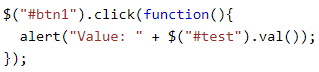 $("#btn1").click(function(){
  alert("Value: " + $("#test").val());
});